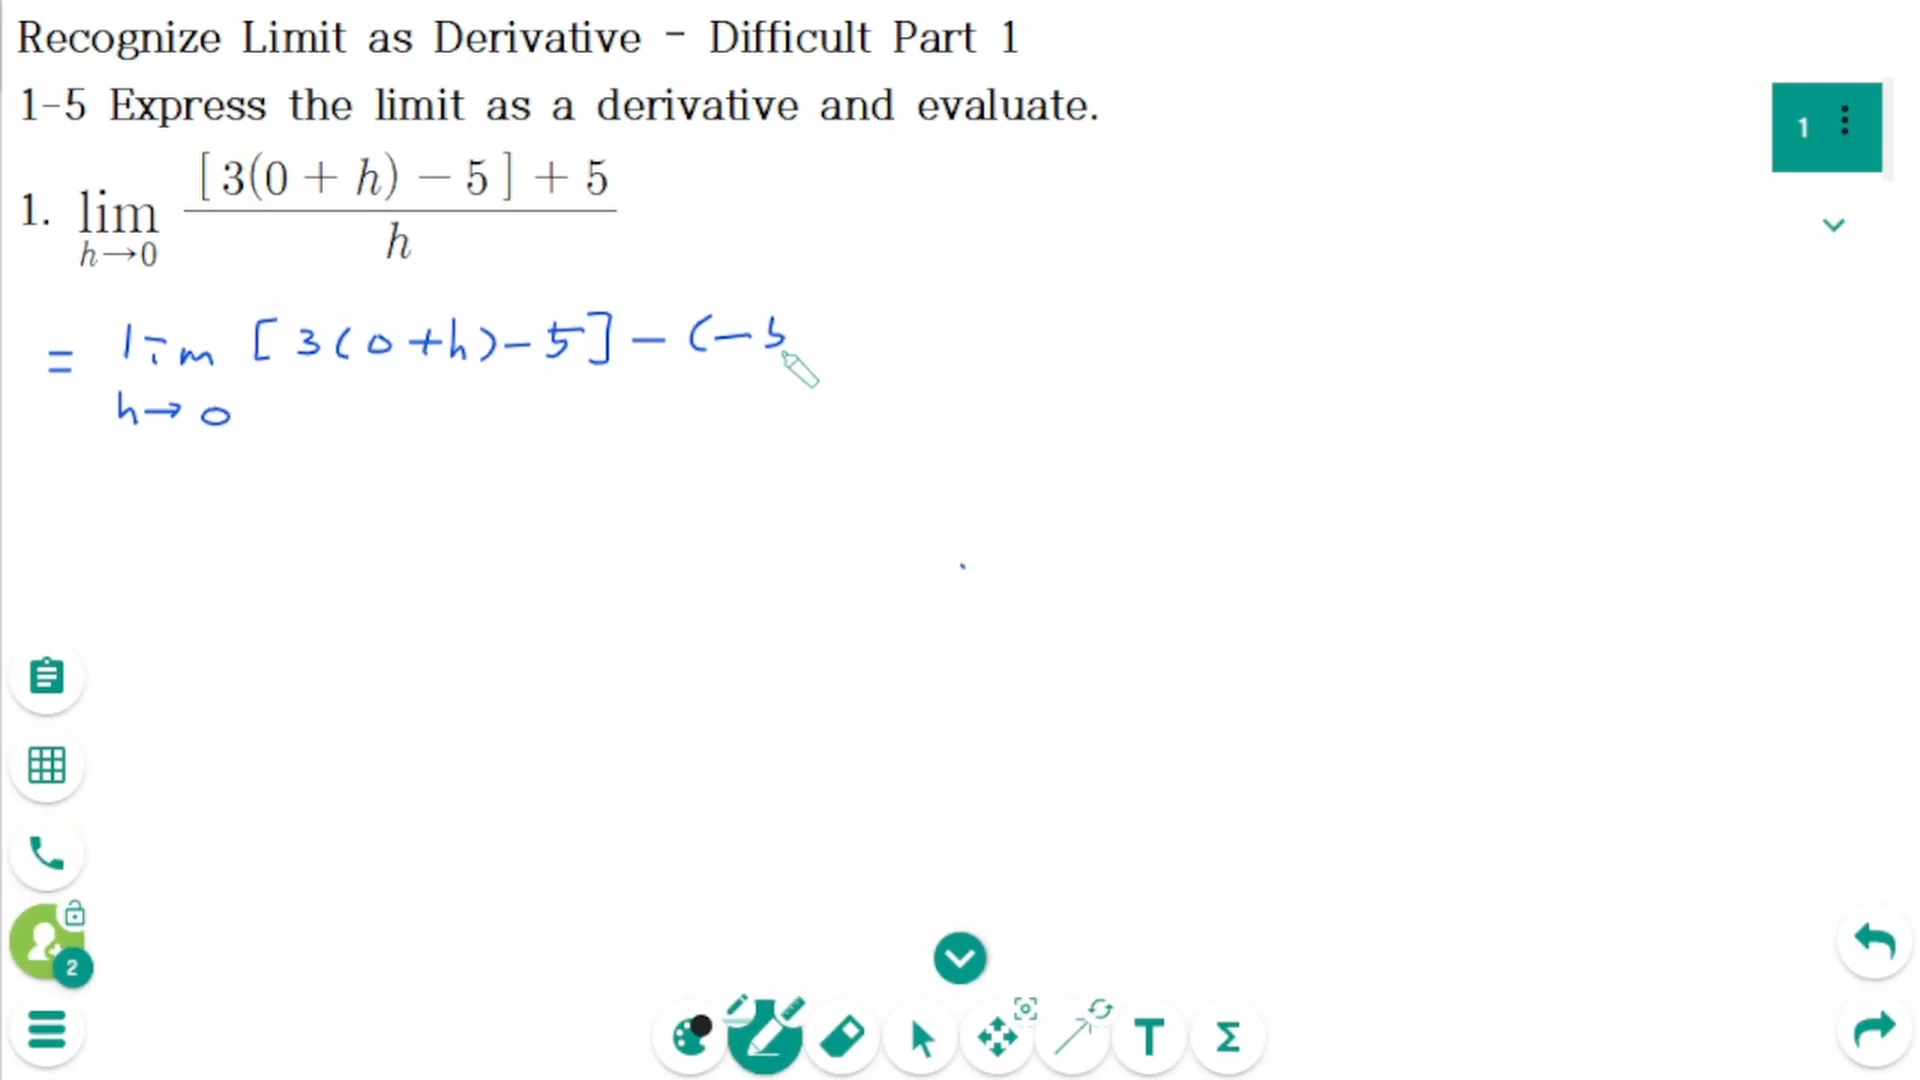 Recognize Limit as Derivative - Difficult Part 1
1-5 Express the limit as a derivative and evaluate.
1. lim h→0 ([ 3(0 + h) − 5 ] + 5) / h
= lim [ 3(0+h)-5] - (-5
h→0
1
2
T
Σ